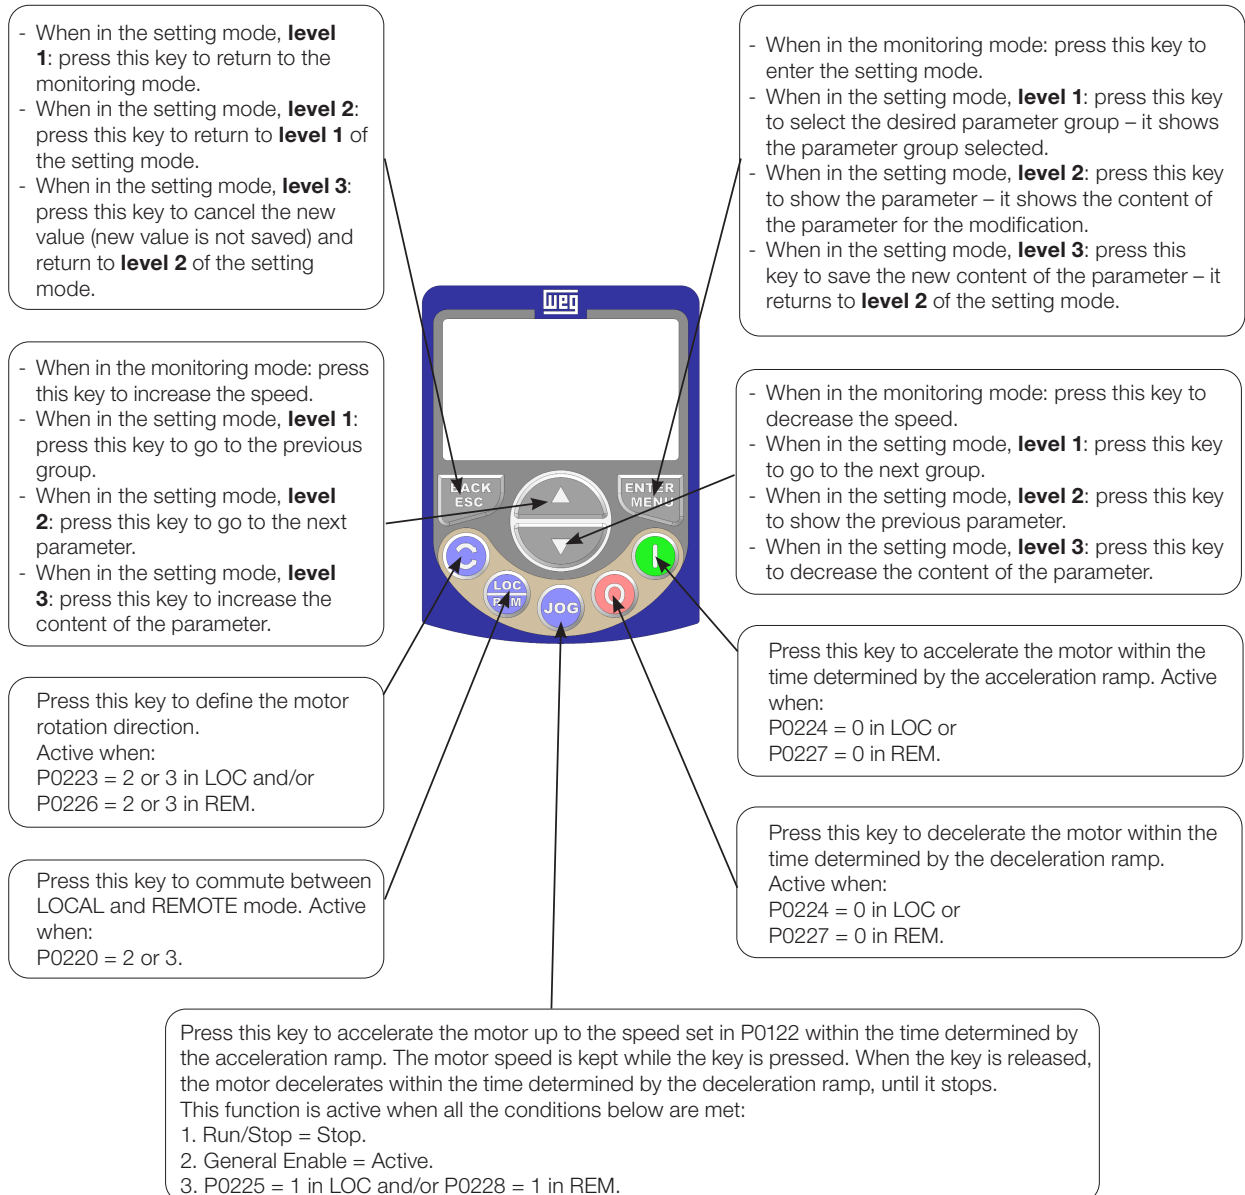 - When in the setting mode, level
1: press this key to return to the
monitoring mode.
- When in the setting mode, level 2:
press this key to return to level 1 of
the setting mode.
- When in the setting mode, level 3:
press this key to cancel the new
value (new value is not saved) and
return to level 2 of the setting
mode.
- When in the monitoring mode: press this key to
enter the setting mode.
- When in the setting mode, level 1: press this key
to select the desired parameter group – it shows
the parameter group selected.
- When in the setting mode, level 2: press this key
to show the parameter – it shows the content of
the parameter for the modification.
- When in the setting mode, level 3: press this
key to save the new content of the parameter – it
returns to level 2 of the setting mode.
- When in the monitoring mode: press
this key to increase the speed.
- When in the setting mode, level 1:
press this key to go to the previous
group.
- When in the setting mode, level
2: press this key to go to the next
parameter.
- When in the setting mode, level
3: press this key to increase the
content of the parameter.
weg
BACK
ESC
ENTER
MENU
LOC
REM
JOG
- When in the monitoring mode: press this key to
decrease the speed.
- When in the setting mode, level 1: press this key
to go to the next group.
- When in the setting mode, level 2: press this key
to show the previous parameter.
- When in the setting mode, level 3: press this key
to decrease the content of the parameter.
Press this key to define the motor
rotation direction.
Active when:
P0223 = 2 or 3 in LOC and/or
P0226 = 2 or 3 in REM.
Press this key to accelerate the motor within the
time determined by the acceleration ramp. Active
when:
P0224 = 0 in LOC or
P0227 = 0 in REM.
Press this key to commute between
LOCAL and REMOTE mode. Active
when:
P0220 = 2 or 3.
Press this key to decelerate the motor within the
time determined by the deceleration ramp.
Active when:
P0224 = 0 in LOC or
P0227 = 0 in REM.
Press this key to accelerate the motor up to the speed set in P0122 within the time determined by
the acceleration ramp. The motor speed is kept while the key is pressed. When the key is released,
the motor decelerates within the time determined by the deceleration ramp, until it stops.
This function is active when all the conditions below are met:
1. Run/Stop = Stop.
2. General Enable = Active.
3. P0225 = 1 in LOC and/or P0228 = 1 in REM.